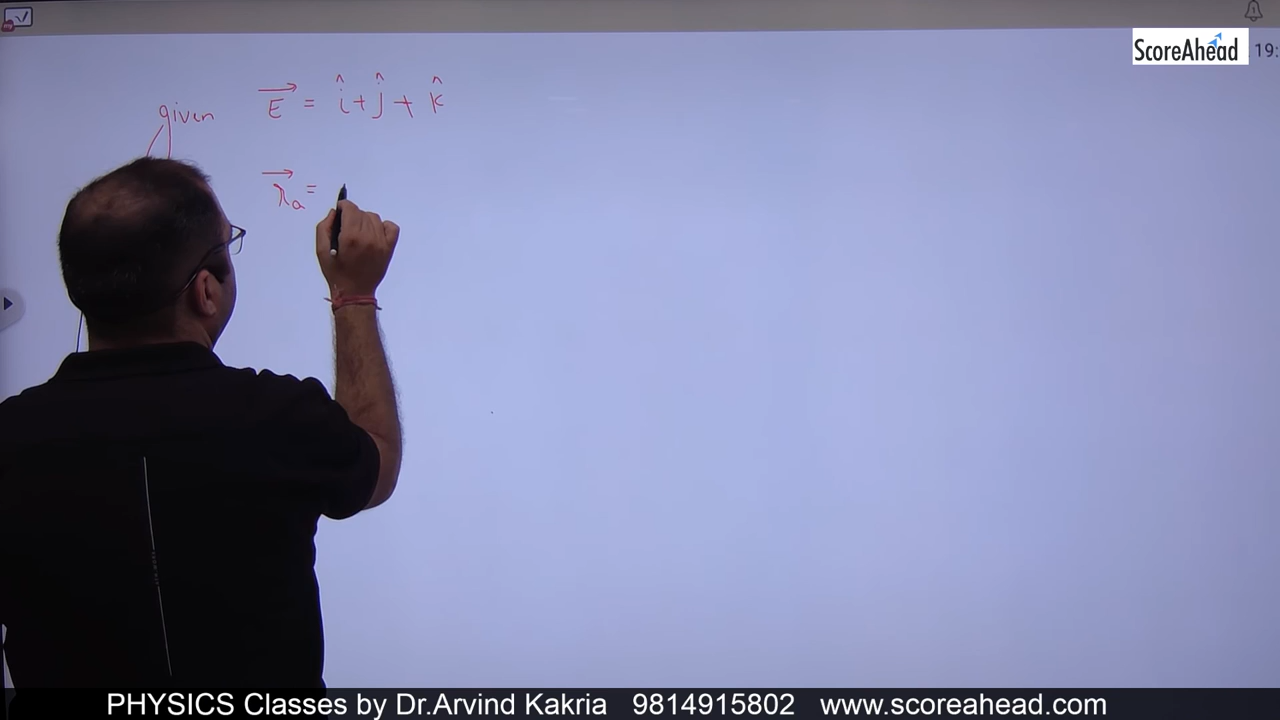 ScoreAhead
19:
given E⃗ = î + ĵ + k̂
r⃗ₐ =
PHYSICS Classes by Dr.Arvind Kakria 9814915802 www.scoreahead.com